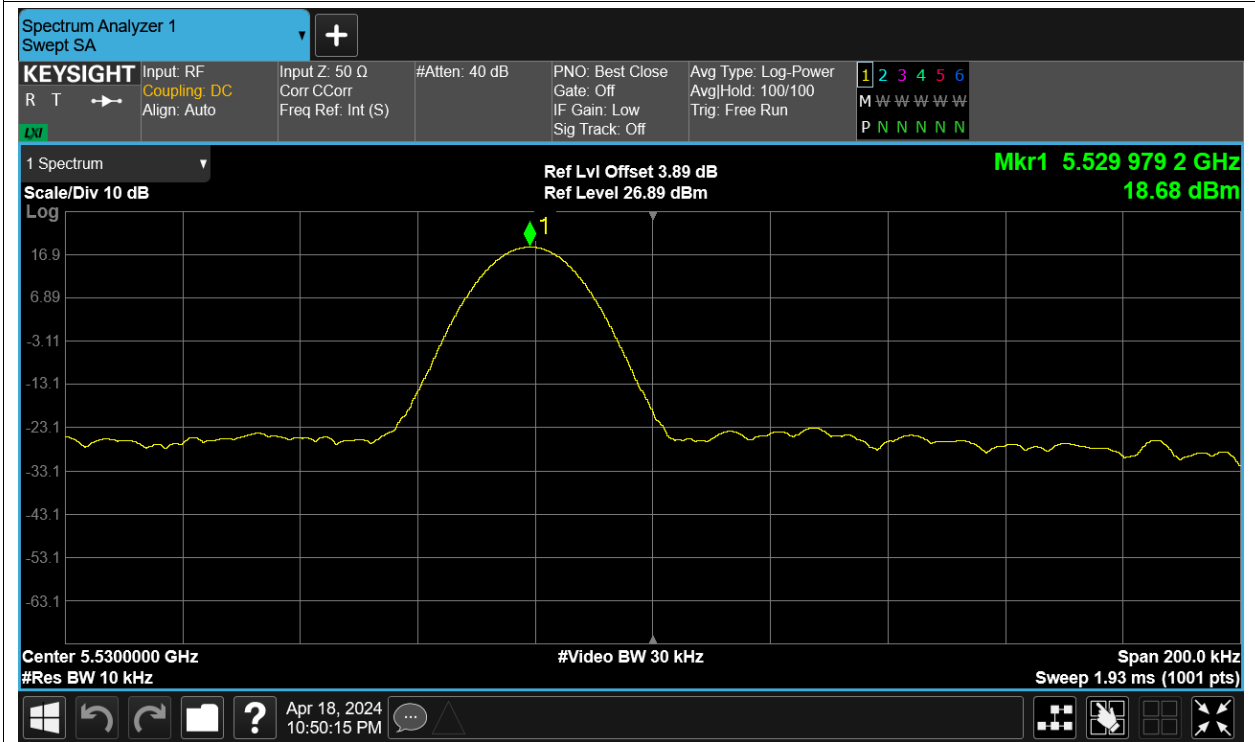 Spectrum Analyzer 1
Swept SA
+
KEYSIGHT
R T
LXI
Input: RF
Coupling: DC
Align: Auto
Input Z: 50 Ω
Corr CCorr
Freq Ref: Int (S)
#Atten: 40 dB
PNO: Best Close
Gate: Off
IF Gain: Low
Sig Track: Off
Avg Type: Log-Power
Avg|Hold: 100/100
Trig: Free Run
1 2 3 4 5 6
M W W W W W
P N N N N N
1 Spectrum
Scale/Div 10 dB
Log
Ref Lvl Offset 3.89 dB
Ref Level 26.89 dBm
Mkr1 5.529 979 2 GHz
18.68 dBm
1
16.9
6.89
-3.11
-13.1
-23.1
-33.1
-43.1
-53.1
-63.1
Center 5.5300000 GHz
#Video BW 30 kHz
Span 200.0 kHz
#Res BW 10 kHz
Sweep 1.93 ms (1001 pts)
?
Apr 18, 2024
10:50:15 PM